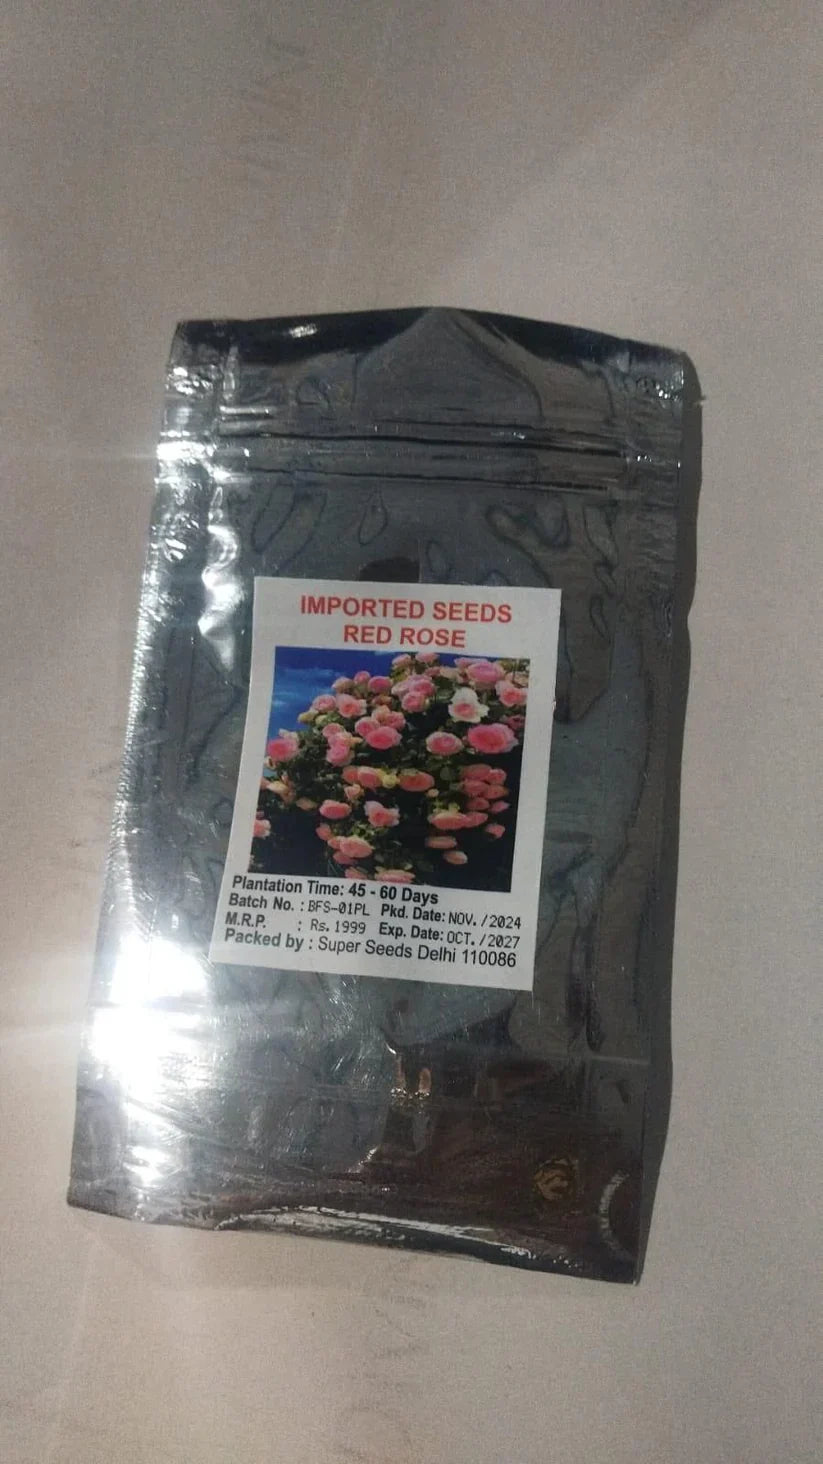 IMPORTED SEEDS
RED ROSE
Plantation Time: 45 - 60 Days
Batch No. : BFS-01PL Pkd. Date: NOV. /2024
M.R.P. : Rs. 1999 Exp. Date: OCT. /2027
Packed by : Super Seeds Delhi 110086